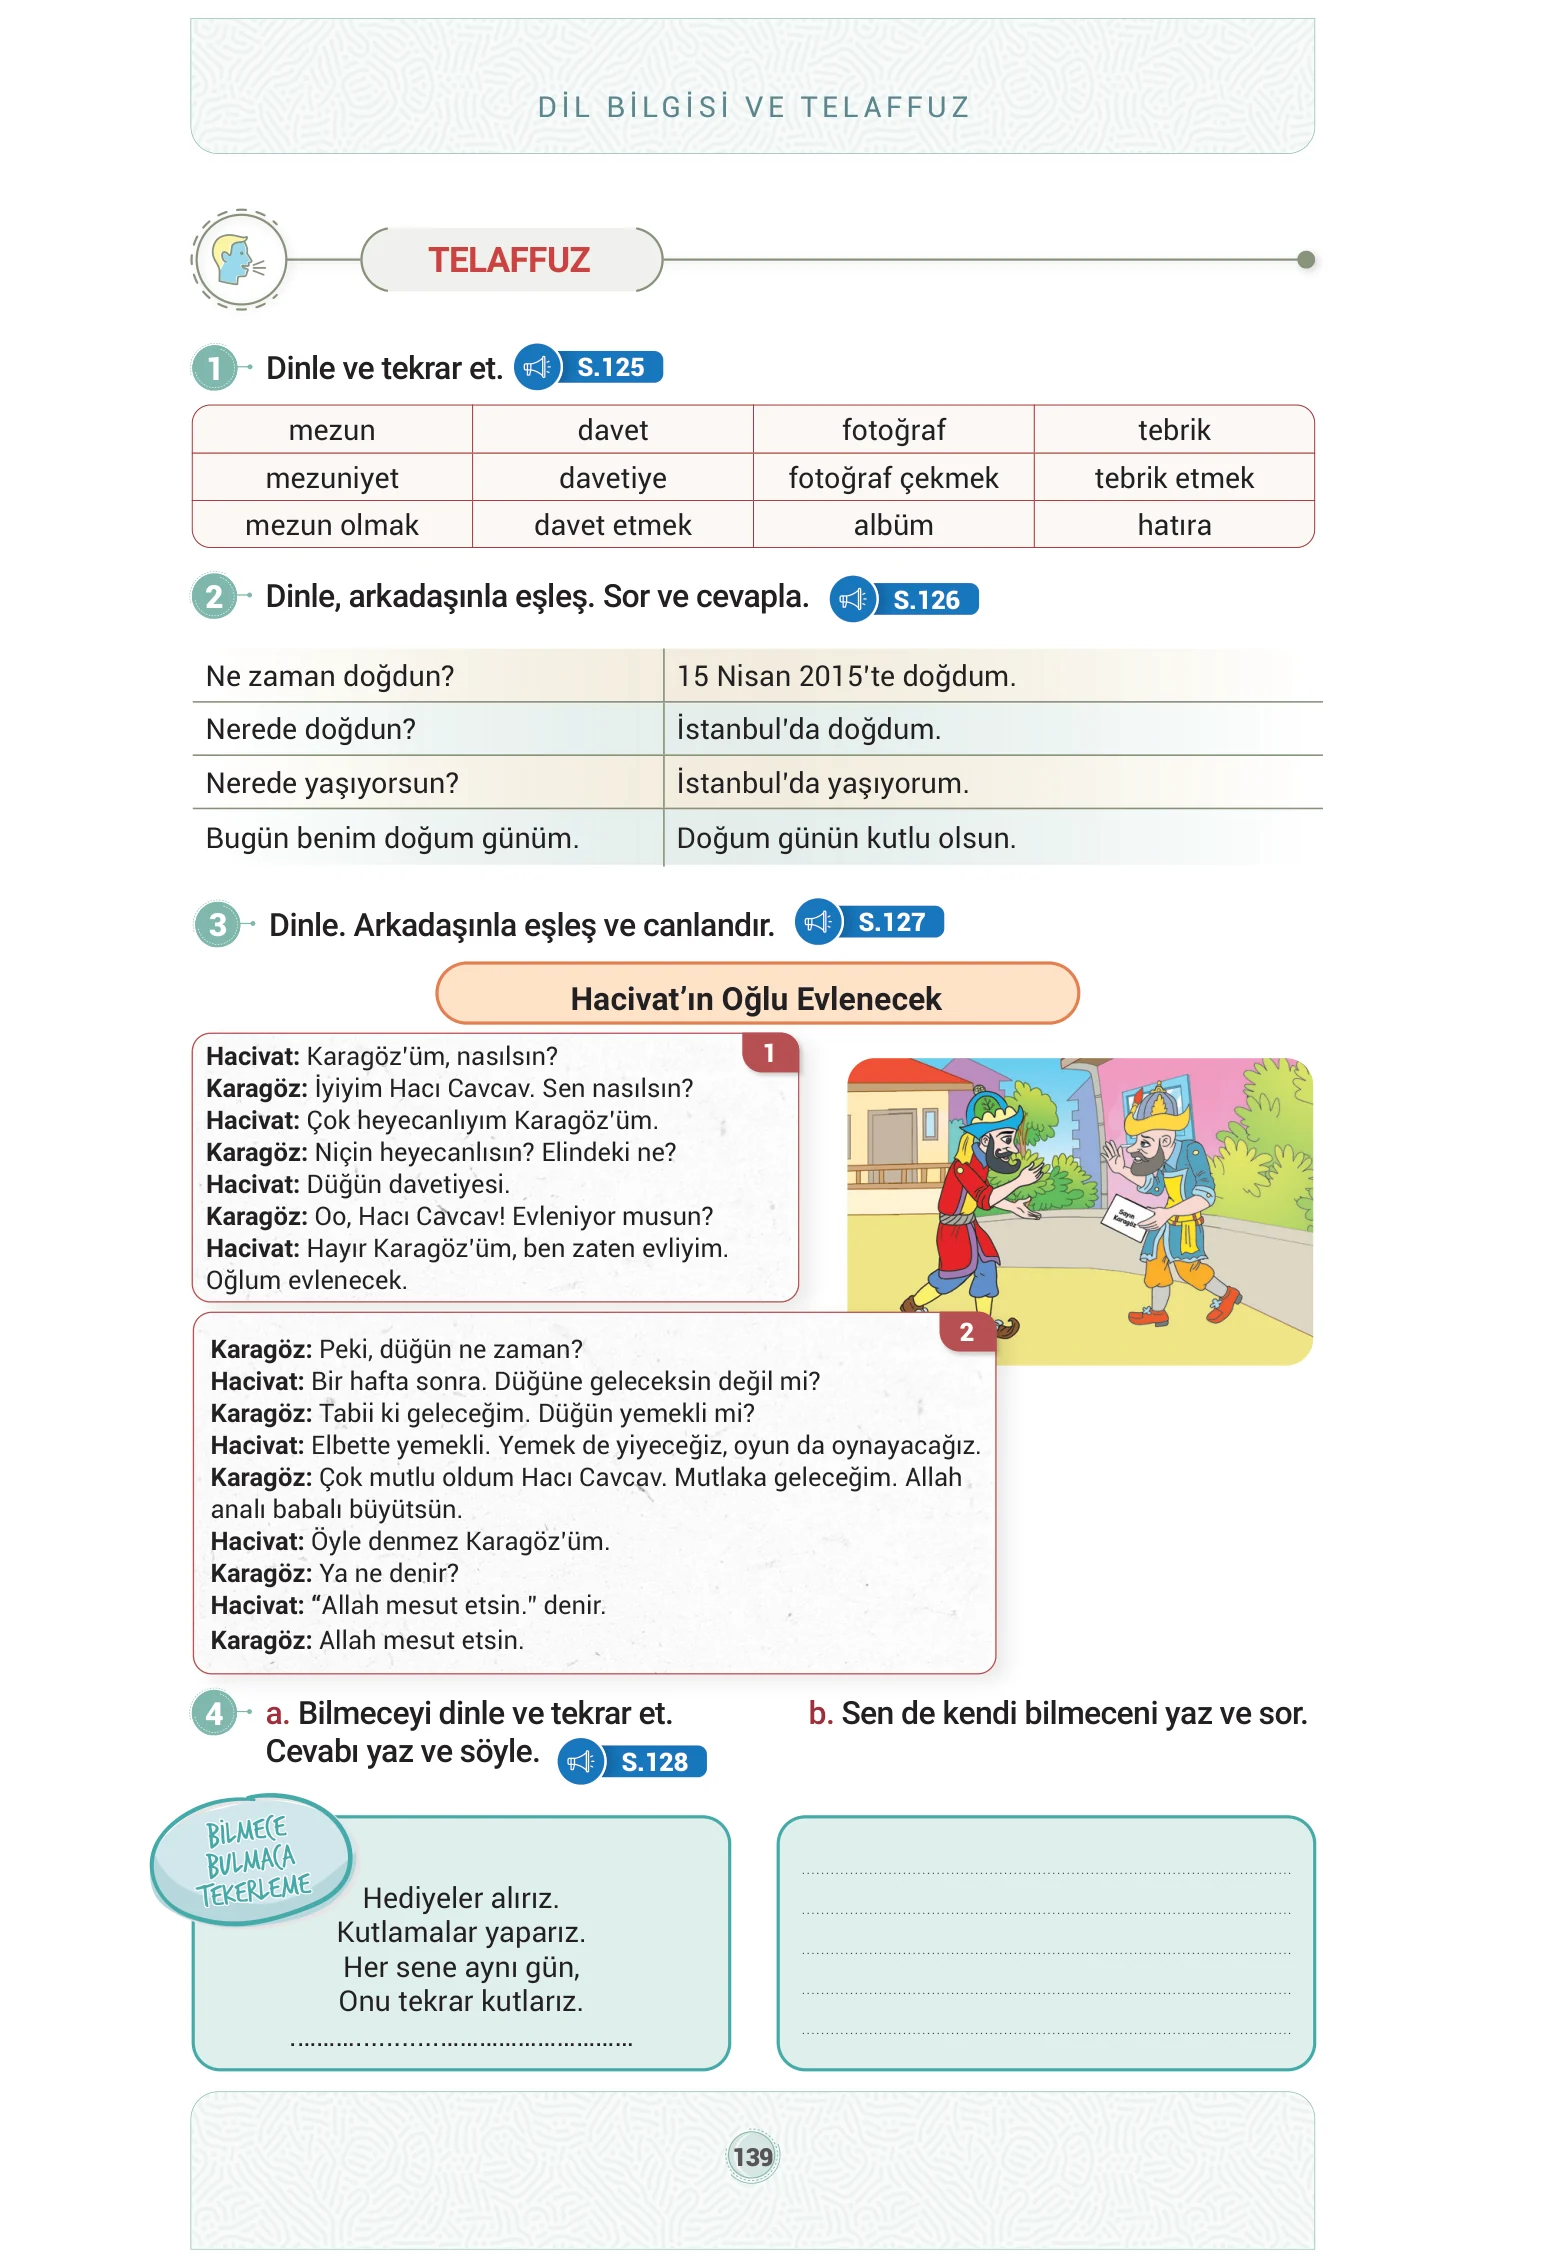 DİL BİLGİSİ VE TELAFFUZ
TELAFFUZ
1 Dinle ve tekrar et. S.125
mezun davet fotoğraf tebrik
mezuniyet davetiye fotoğraf çekmek tebrik etmek
mezun olmak davet etmek albüm hatıra
2 Dinle, arkadaşınla eşleş. Sor ve cevapla. S.126
Ne zaman doğdun? 15 Nisan 2015'te doğdum.
Nerede doğdun? İstanbul'da doğdum.
Nerede yaşıyorsun? İstanbul'da yaşıyorum.
Bugün benim doğum günüm. Doğum günün kutlu olsun.
3 Dinle. Arkadaşınla eşleş ve canlandır. S.127
Hacivat'ın Oğlu Evlenecek
1
Hacivat: Karagöz'üm, nasılsın?
Karagöz: İyiyim Hacı Cavcav. Sen nasılsın?
Hacivat: Çok heyecanlıyım Karagöz'üm.
Karagöz: Niçin heyecanlısın? Elindeki ne?
Hacivat: Düğün davetiyesi.
Karagöz: Oo, Hacı Cavcav! Evleniyor musun?
Hacivat: Hayır Karagöz'üm, ben zaten evliyim.
Oğlum evlenecek.
Sayın
Karagöz
2
Karagöz: Peki, düğün ne zaman?
Hacivat: Bir hafta sonra. Düğüne geleceksin değil mi?
Karagöz: Tabii ki geleceğim. Düğün yemekli mi?
Hacivat: Elbette yemekli. Yemek de yiyeceğiz, oyun da oynayacağız.
Karagöz: Çok mutlu oldum Hacı Cavcav. Mutlaka geleceğim. Allah
analı babalı büyütsün.
Hacivat: Öyle denmez Karagöz'üm.
Karagöz: Ya ne denir?
Hacivat: “Allah mesut etsin." denir.
Karagöz: Allah mesut etsin.
4 a. Bilmeceyi dinle ve tekrar et.
Cevabı yaz ve söyle. S.128
b. Sen de kendi bilmeceni yaz ve sor.
BİLMECE
BULMACA
TEKERLEME
Hediyeler alırız.
Kutlamalar yaparız.
Her sene aynı gün,
Onu tekrar kutlarız.
139